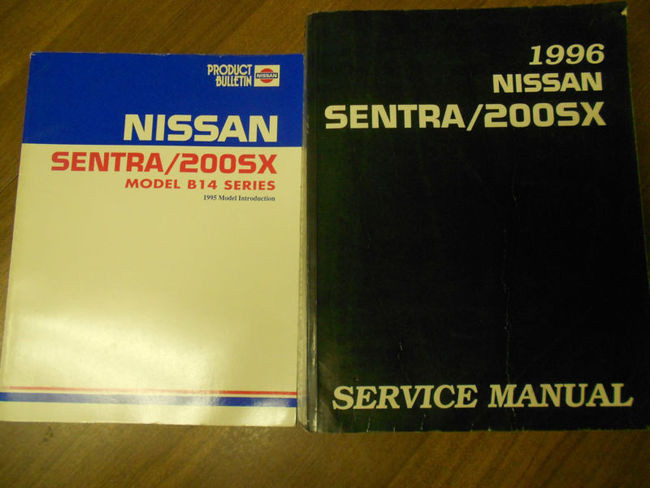 PRODUCT
BULLETIN
NISSAN
NISSAN
SENTRA/200SX
MODEL B14 SERIES
1995 Model Introduction
1996
NISSAN
SENTRA/200SX
SERVICE MANUAL